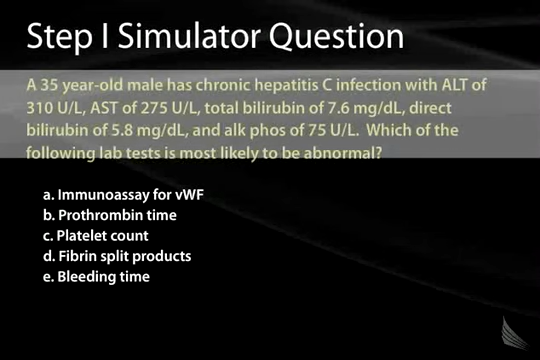 Step I Simulator Question
A 35 year-old male has chronic hepatitis C infection with ALT of
310 U/L, AST of 275 U/L, total bilirubin of 7.6 mg/dL, direct
bilirubin of 5.8 mg/dL, and alk phos of 75 U/L. Which of the
following lab tests is most likely to be abnormal?
a. Immunoassay for vWF
b. Prothrombin time
c. Platelet count
d. Fibrin split products
e. Bleeding time